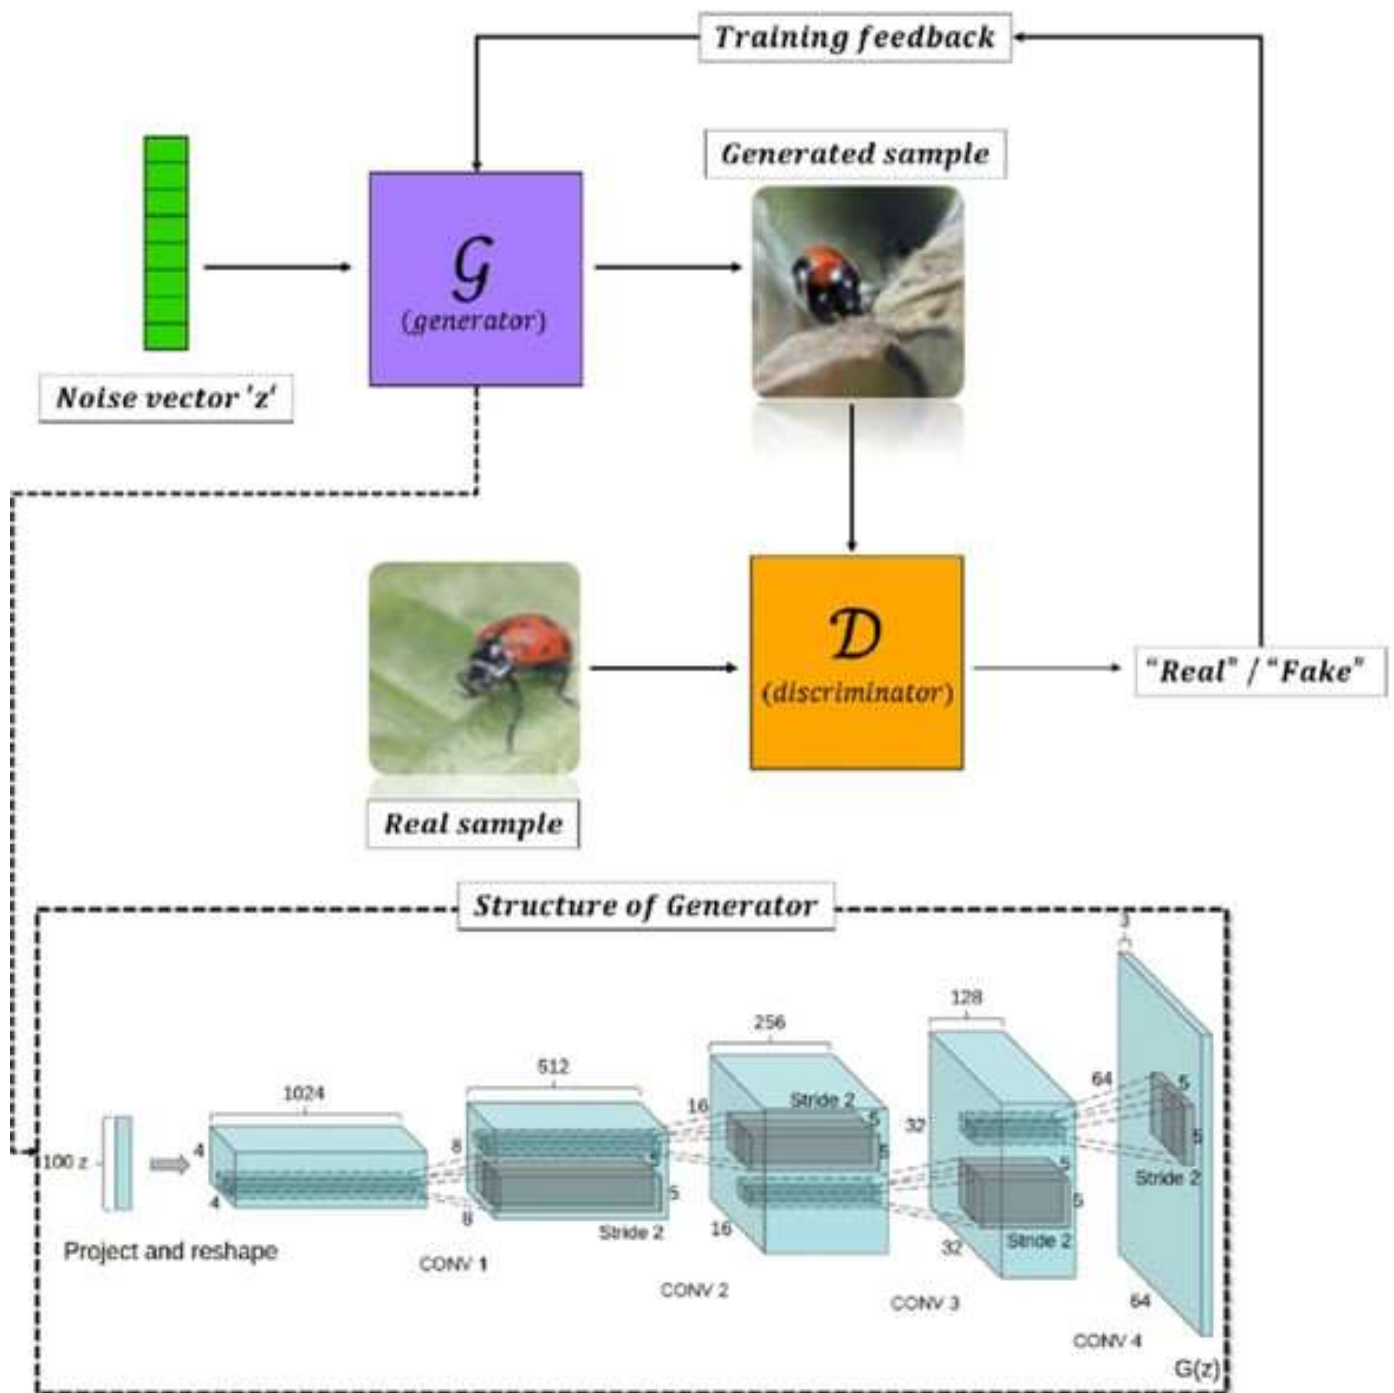 Training feedback
Generated sample
𝒢
(generator)
Noise vector 'z'
𝒟
(discriminator)
"Real" / "Fake"
Real sample
Structure of Generator
3
128
256
512
1024
64
5
16
Stride 2
5
32
5
8
4
5
100 z
5
5
5
Stride 2
4
8
Stride 2
16
32
Stride 2
Project and reshape
CONV 1
CONV 2
CONV 3
64
CONV 4
G(z)